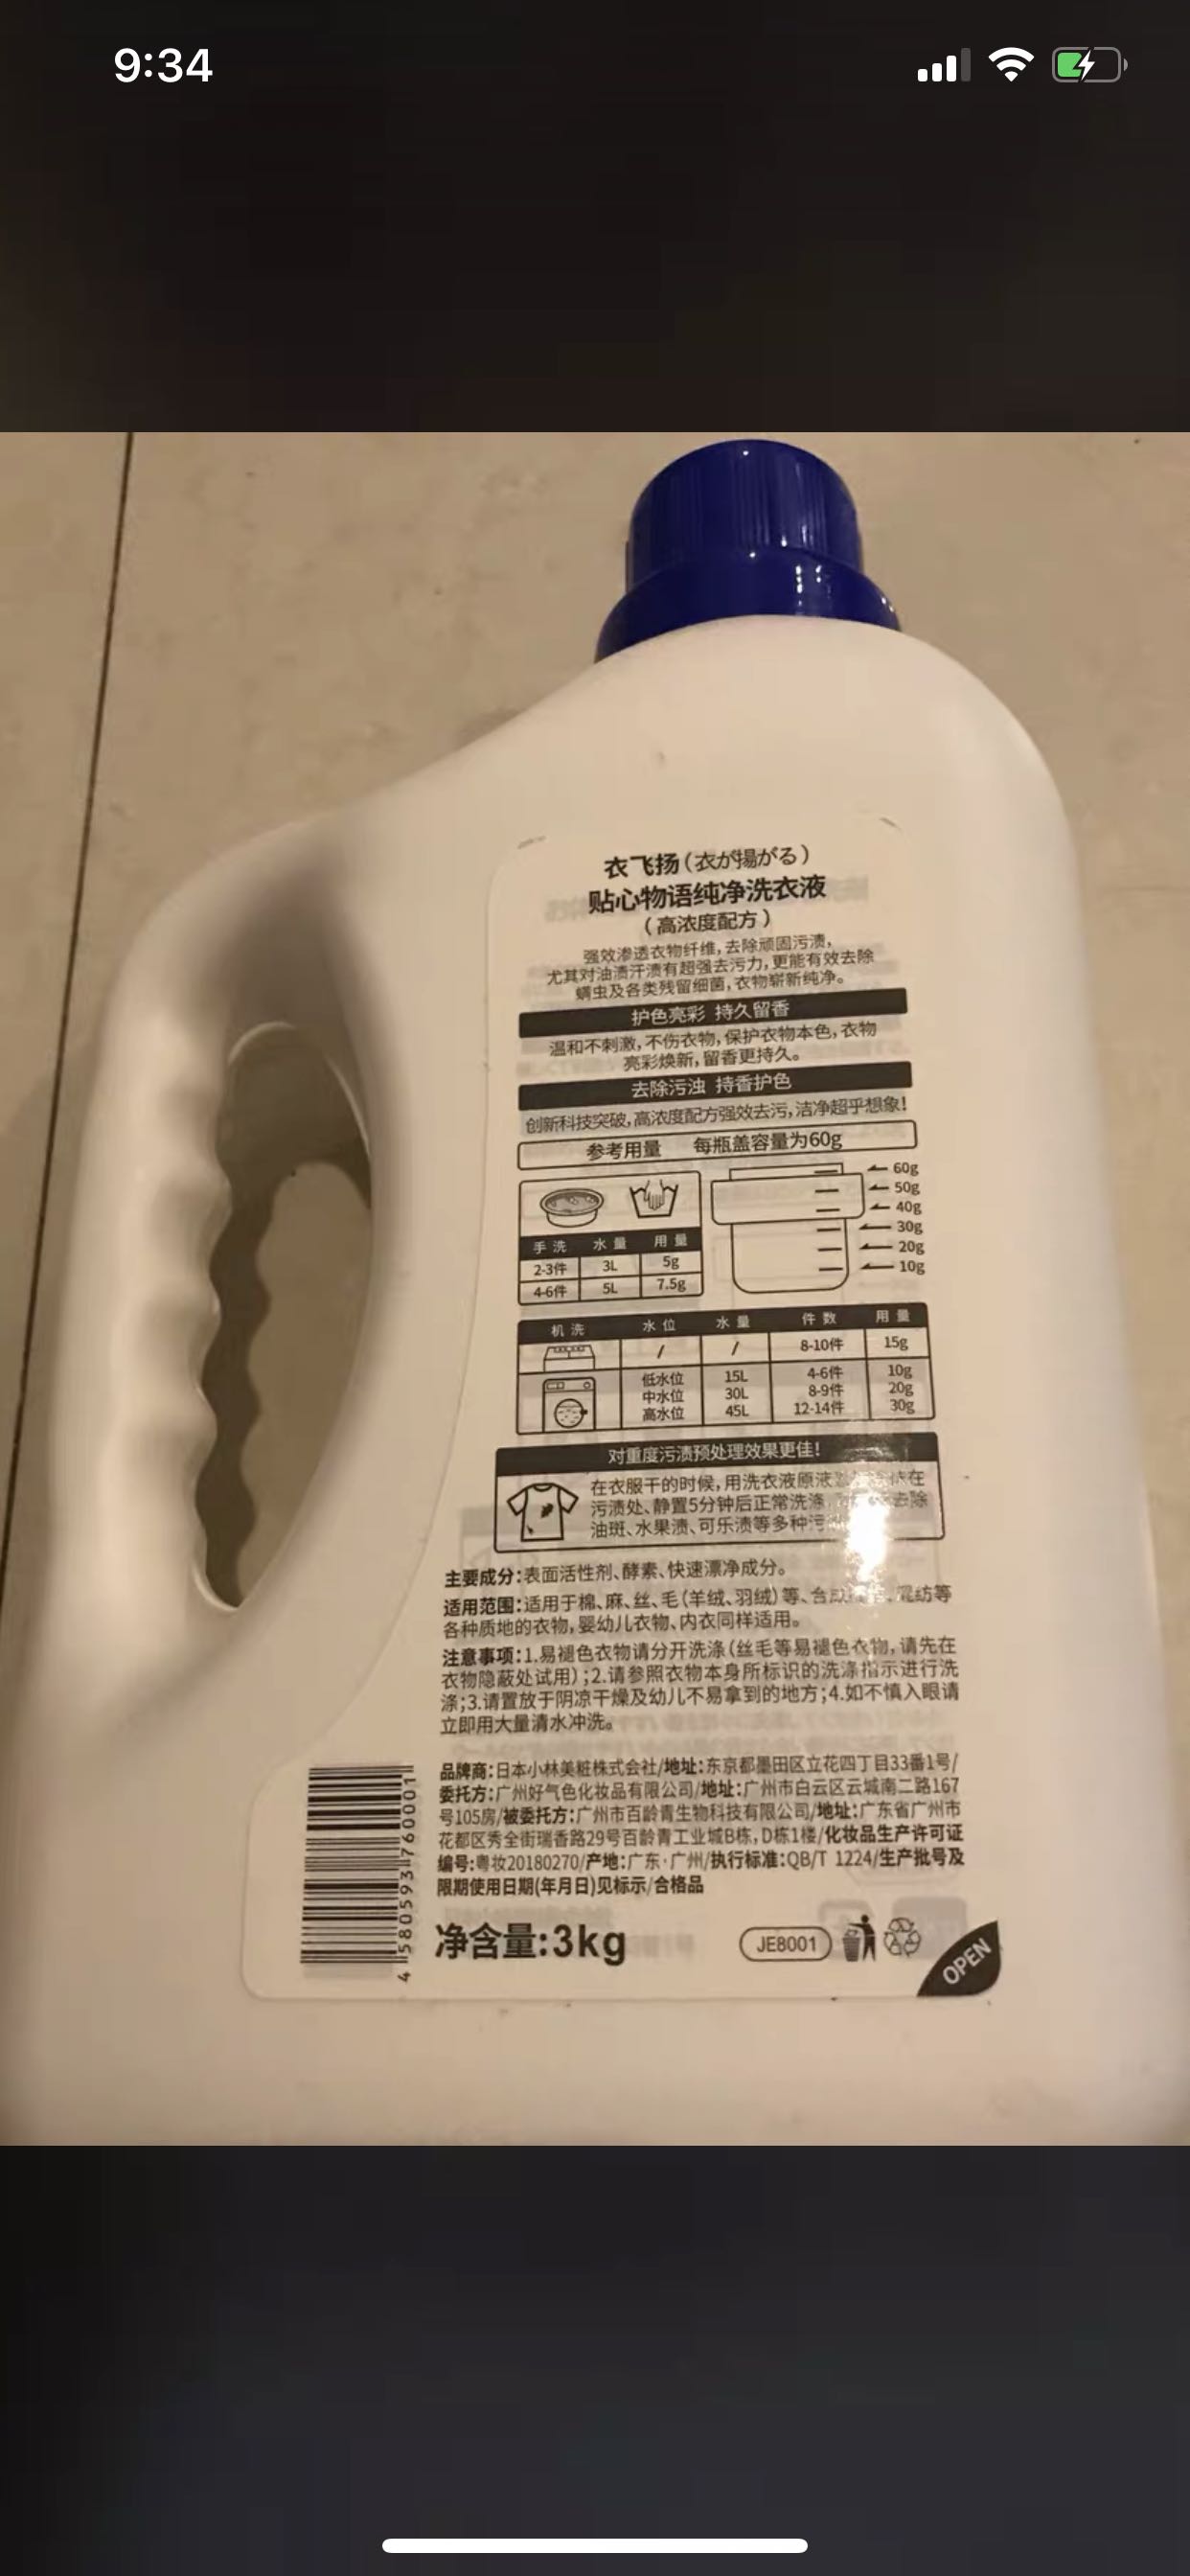 9:34
衣飞扬(衣が揚がる)
贴心物语纯净洗衣液
(高浓度配方)
强效渗透衣物纤维,去除顽固污渍,
尤其对油渍汗渍有超强去污力,更能有效去除
螨虫及各类残留细菌,衣物崭新纯净。
护色亮彩 持久留香
温和不刺激,不伤衣物,保护衣物本色,衣物
亮彩焕新,留香更持久。
去除污浊 持香护色
创新科技突破,高浓度配方强效去污,洁净超乎想象!
参考用量 每瓶盖容量为60g
60g
50g
40g
30g
20g
10g
手洗 水量 用量
2-3件 3L 5g
4-6件 5L 7.5g
机洗 水位 水量 件数 用量
/ / 8-10件 15g
低水位 15L 4-6件 10g
中水位 30L 8-9件 20g
高水位 45L 12-14件 30g
对重度污渍预处理效果更佳!
在衣服干的时候,用洗衣液原液 在
污渍处、静置5分钟后正常洗涤 去除
油斑、水果渍、可乐渍等多种污
主要成分:表面活性剂、酵素、快速漂净成分。
适用范围:适用于棉、麻、丝、毛(羊绒、羽绒)等、合成 混纺等
各种质地的衣物,婴幼儿衣物、内衣同样适用。
注意事项:1.易褪色衣物请分开洗涤(丝毛等易褪色衣物,请先在
衣物隐蔽处试用);2.请参照衣物本身所标识的洗涤指示进行洗
涤;3.请置放于阴凉干燥及幼儿不易拿到的地方;4.如不慎入眼请
立即用大量清水冲洗。
品牌商:日本小林美粧株式会社/地址:东京都墨田区立花四丁目33番1号/
委托方:广州好气色化妆品有限公司/地址:广州市白云区云城南二路167
号105房/被委托方:广州市百龄青生物科技有限公司/地址:广东省广州市
花都区秀全街瑞香路29号百龄青工业城B栋,D栋1楼/化妆品生产许可证
编号:粤妆20180270/产地:广东·广州/执行标准:QB/T 1224/生产批号及
限期使用日期(年月日)见标示/合格品
4580593760001
净含量:3kg
JE8001
OPEN